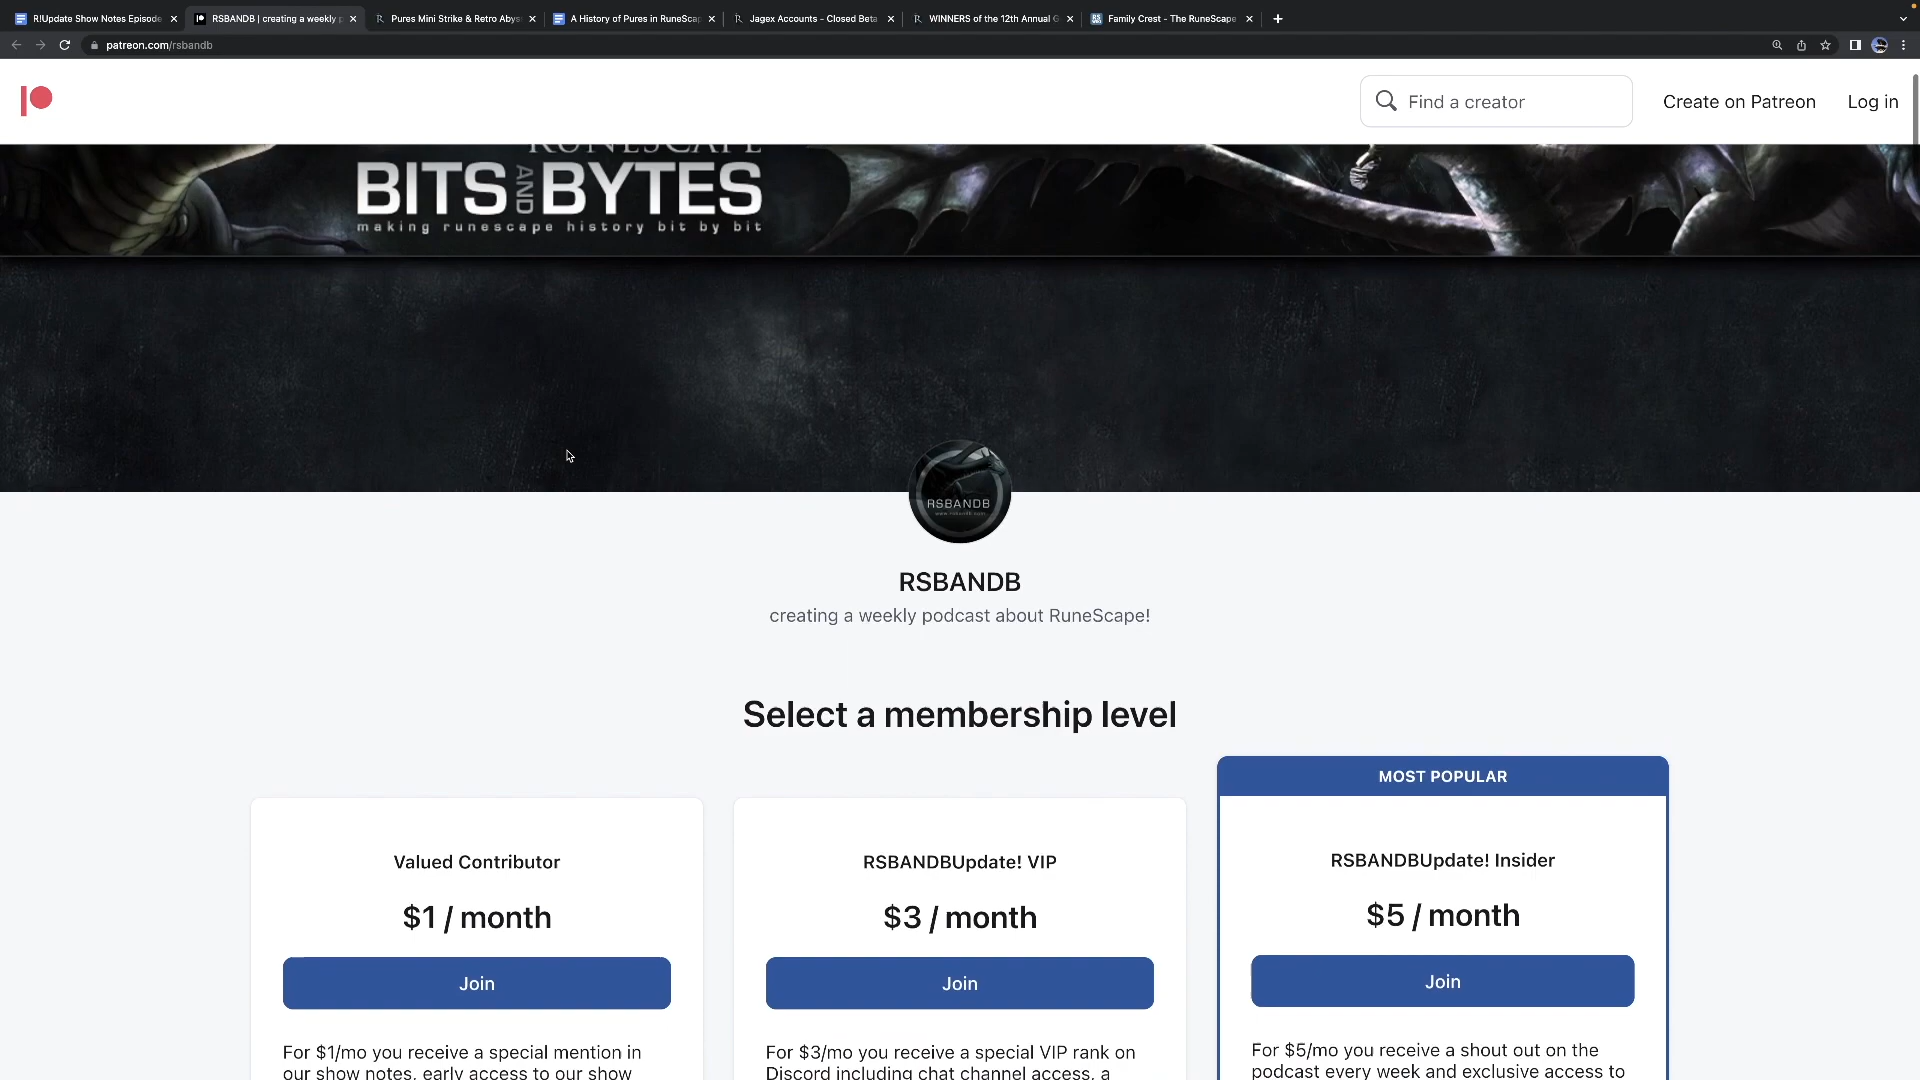 R!Update Show Notes Episode
RSBANDB | creating a weekly p
Pures Mini Strike & Retro Abys
A History of Pures in RuneScap
Jagex Accounts - Closed Beta
WINNERS of the 12th Annual G
Family Crest - The RuneScape
patreon.com/rsbandb
Find a creator
Create on Patreon
Log in
RUNESCAPE
BITS AND BYTES
making runescape history bit by bit
RSBANDB
RSBANDB
creating a weekly podcast about RuneScape!
Select a membership level
MOST POPULAR
Valued Contributor
$1 / month
Join
For $1/mo you receive a special mention in
our show notes, early access to our show
RSBANDBUpdate! VIP
$3 / month
Join
For $3/mo you receive a special VIP rank on
Discord including chat channel access, a
RSBANDBUpdate! Insider
$5 / month
Join
For $5/mo you receive a shout out on the
podcast every week and exclusive access to